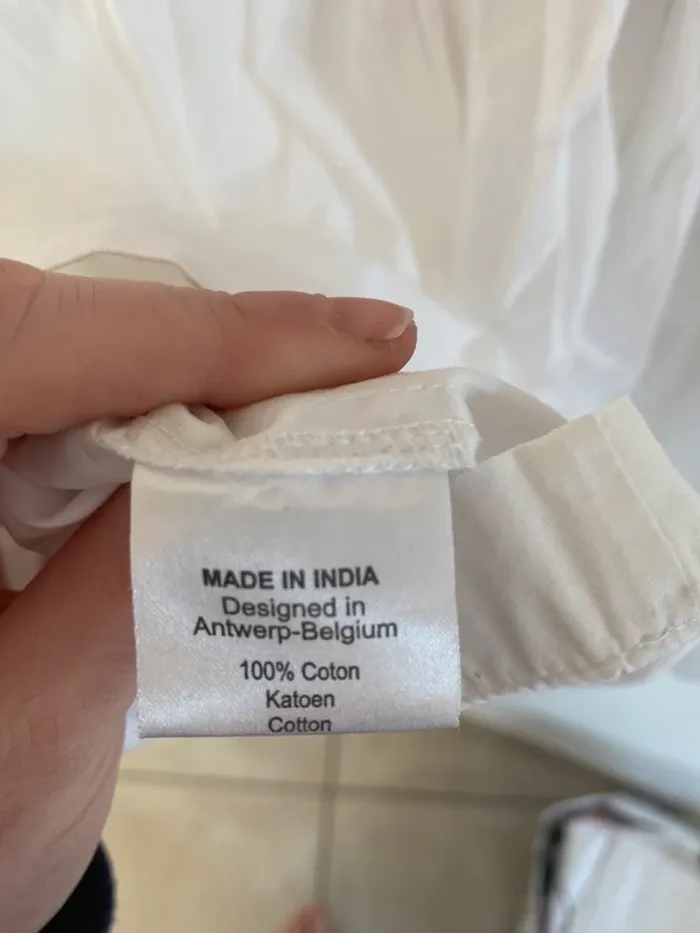 MADE IN INDIA
Designed in
Antwerp-Belgium
100% Coton
Katoen
Cotton